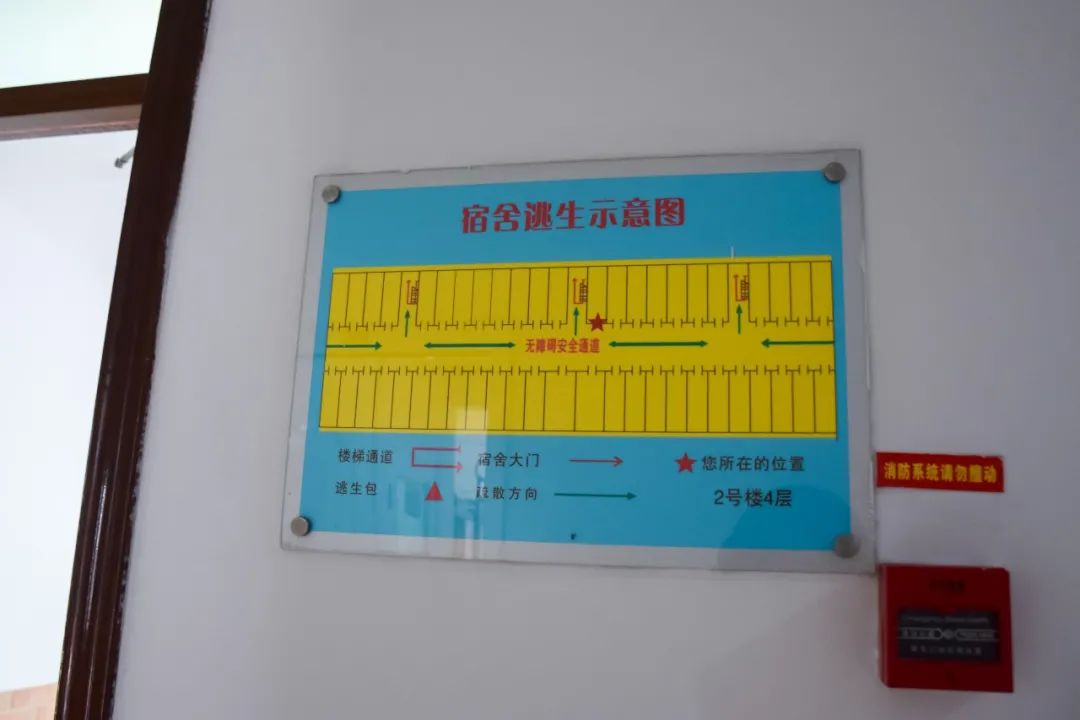 宿舍逃生示意图
无障碍安全通道
楼梯通道 宿舍大门 您所在的位置
逃生包 疏散方向 2号楼4层
消防系统请勿随动